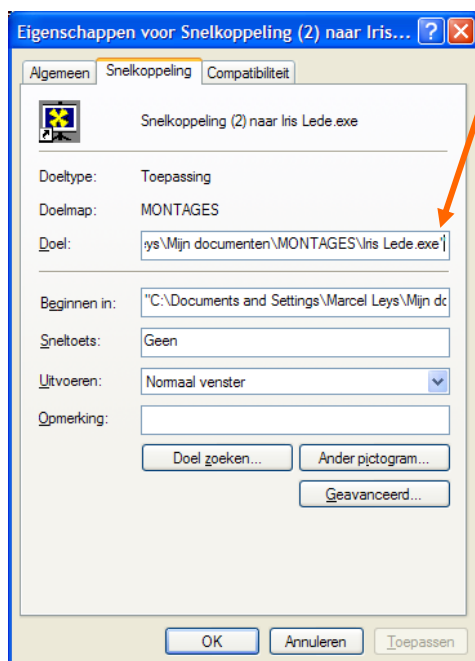 Eigenschappen voor Snelkoppeling (2) naar Iris...
Algemeen Snelkoppeling Compatibiliteit
Snelkoppeling (2) naar Iris Lede.exe
Doeltype: Toepassing
Doelmap: MONTAGES
Doel: ys\Mijn documenten\MONTAGES\Iris Lede.exe"
Beginnen in: "C:\Documents and Settings\Marcel Leys\Mijn dc
Sneltoets: Geen
Uitvoeren: Normaal venster
Opmerking:
Doel zoeken... Ander pictogram...
Geavanceerd...
OK Annuleren Toepassen